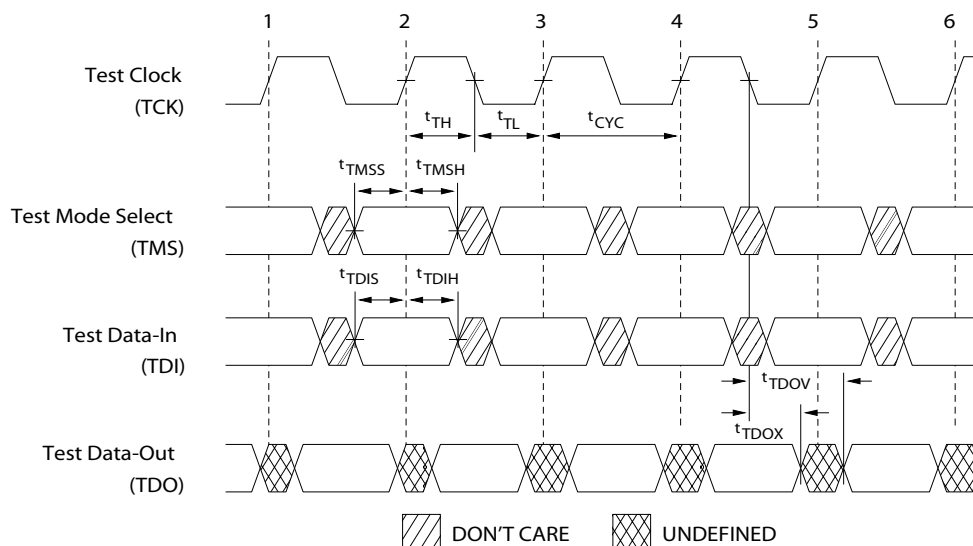 1 2 3 4 5 6
Test Clock
(TCK)
tTH tTL tCYC
tTMSS tTMSH
Test Mode Select
(TMS)
tTDIS tTDIH
Test Data-In
(TDI)
tTDOV
tTDOX
Test Data-Out
(TDO)
DON'T CARE UNDEFINED